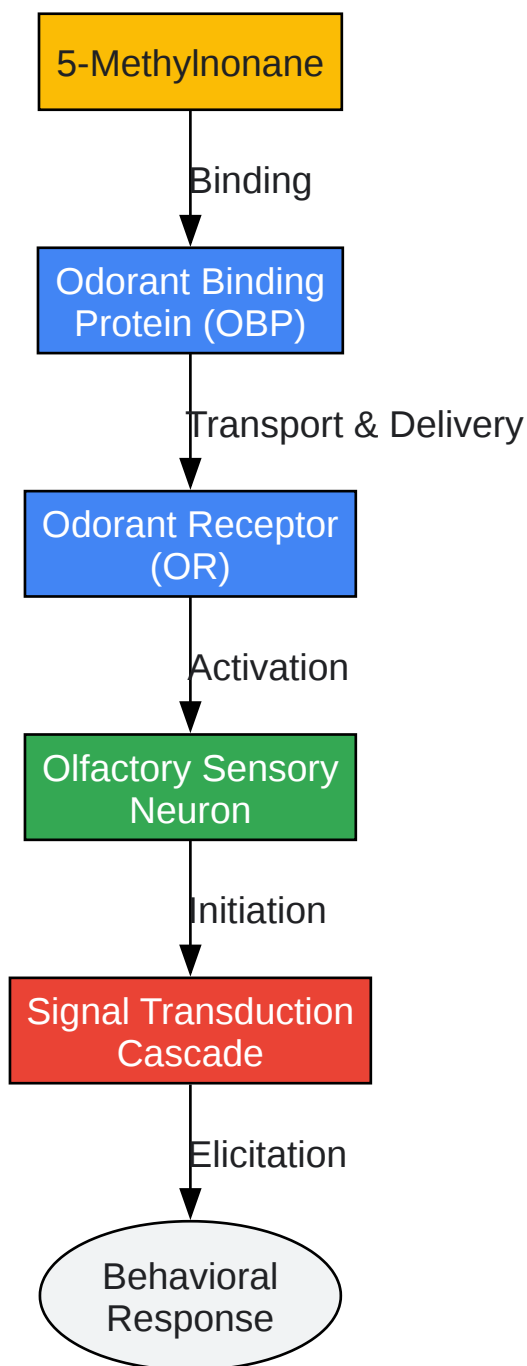 5-Methylnonane
Binding
Odorant Binding
Protein (OBP)
Transport & Delivery
Odorant Receptor
(OR)
Activation
Olfactory Sensory
Neuron
Initiation
Signal Transduction
Cascade
Elicitation
Behavioral
Response